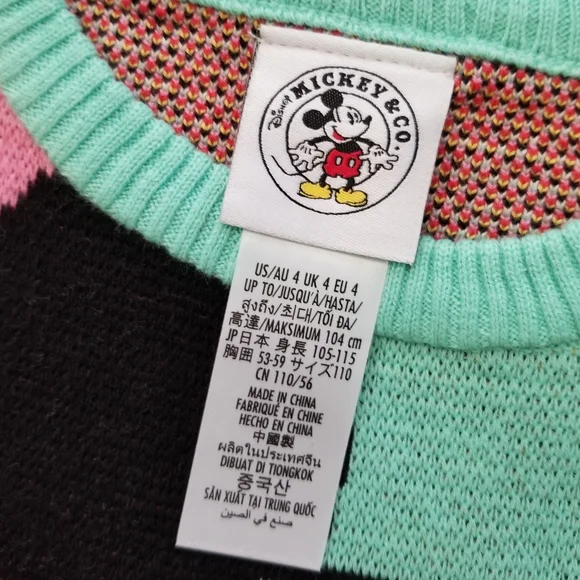 Disney MICKEY & CO.
US/AU 4 UK 4 EU 4
UP TO/JUSQU'À/HASTA/
สูงถึง/최대/TỐI ĐA/
高達/MAKSIMUM 104 cm
JP日本 身長 105-115
胸囲 53-59 サイズ110
CN 110/56
MADE IN CHINA
FABRIQUÉ EN CHINE
HECHO EN CHINA
中國製
ผลิตในประเทศจีน
DIBUAT DI TIONGKOK
중국산
SẢN XUẤT TẠI TRUNG QUỐC
صنع في الصين